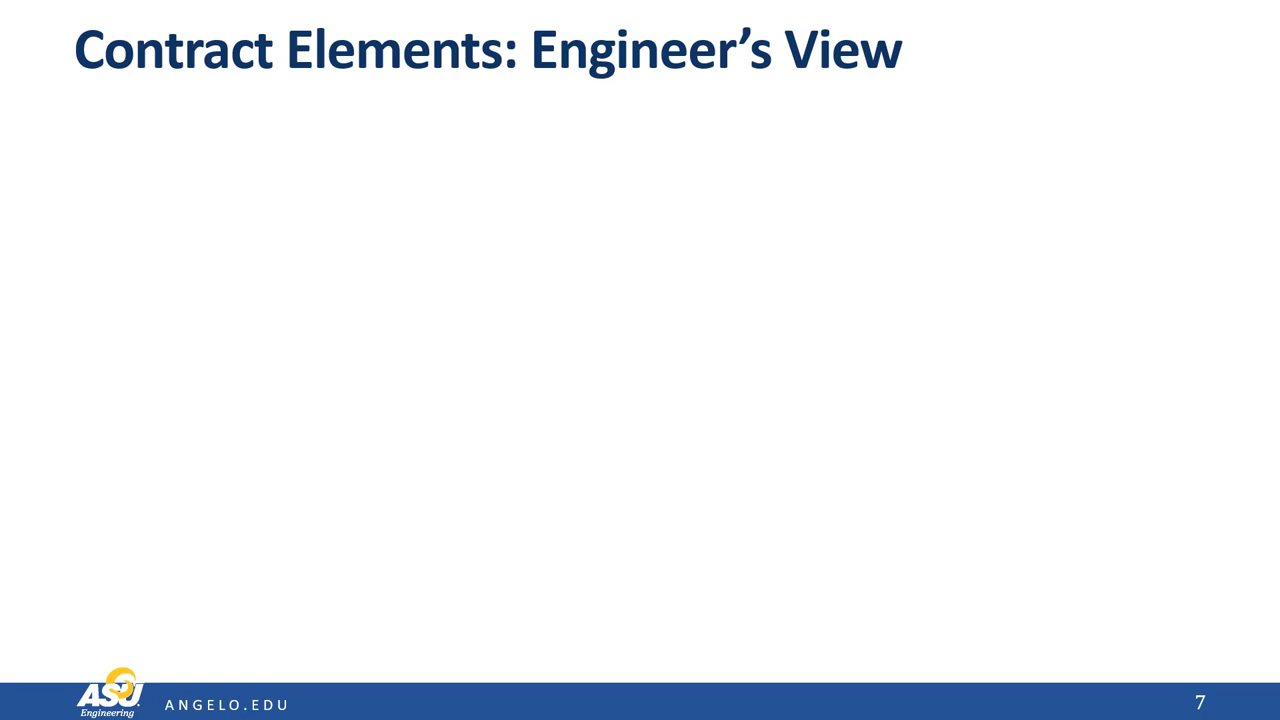 Contract Elements: Engineer’s View
ASU
Engineering
ANGELO.EDU
7